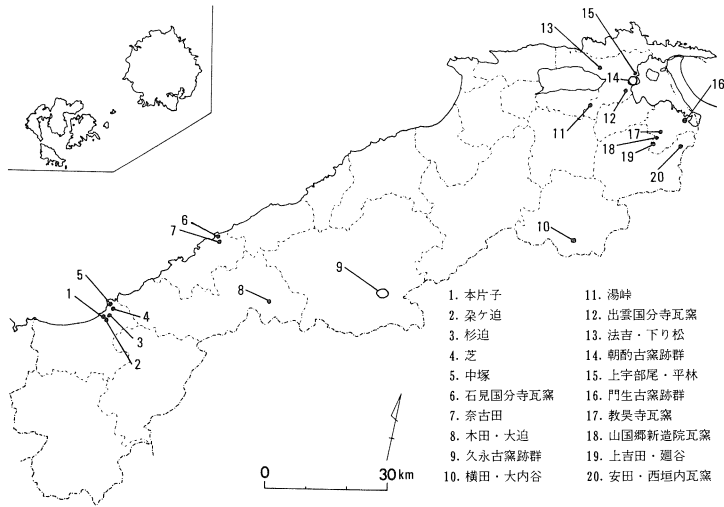 15
13
14
16
12
11
17
18
19
20
10
6
7
5
1
4
3
2
8
9
1. 本片子
2. 朶ケ迫
3. 杉迫
4. 芝
5. 中塚
6. 石見国分寺瓦窯
7. 奈古田
8. 木田・大迫
9. 久永古窯跡群
10. 横田・大内谷
11. 湯峠
12. 出雲国分寺瓦窯
13. 法吉・下り松
14. 朝酌古窯跡群
15. 上宇部尾・平林
16. 門生古窯跡群
17. 教昊寺瓦窯
18. 山国郷新造院瓦窯
19. 上吉田・廻谷
20. 安田・西垣内瓦窯
0 30km